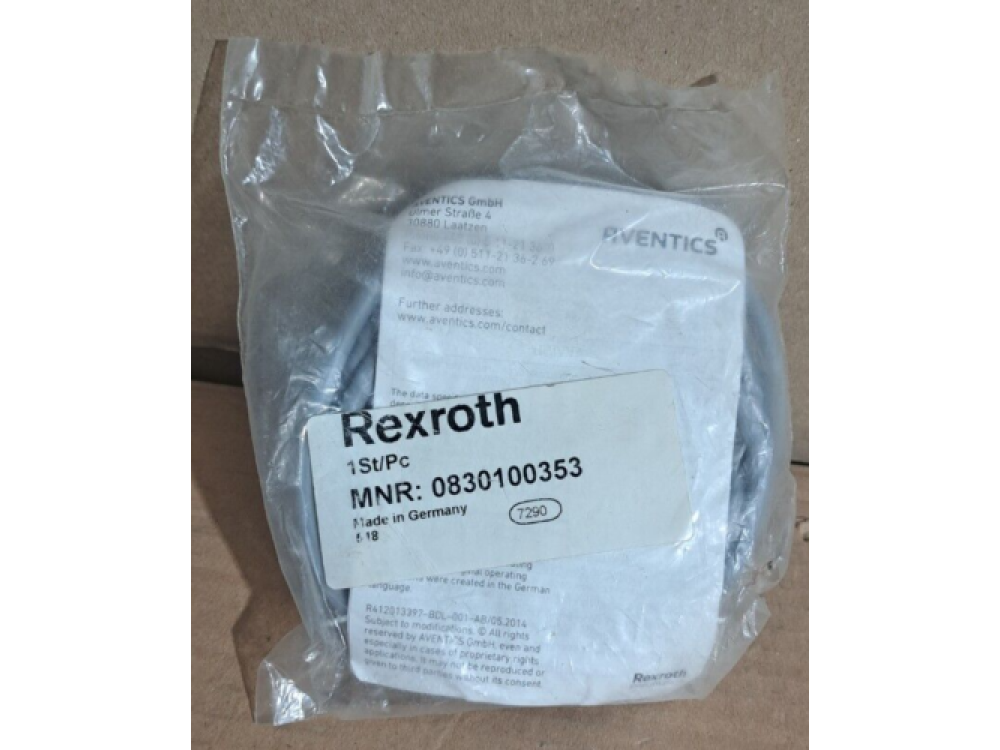 AVENTICS GmbH
Ulmer Straße 4
30880 Laatzen
Fax: +49 (0) 511-21 36-2 69
www.aventics.com
info@aventics.com
AVENTICS®
Further addresses:
www.aventics.com/contact
The data
Rexroth
1St/Pc
MNR: 0830100353
Made in Germany
7290
operating
were created in the German
language.
R412013397-BDL-001-AB/05.2014
Subject to modifications. © All rights
reserved by AVENTICS GmbH, even and
especially in cases of proprietary rights
applications. It may not be reproduced or
given to third parties without its consent.
Rexroth